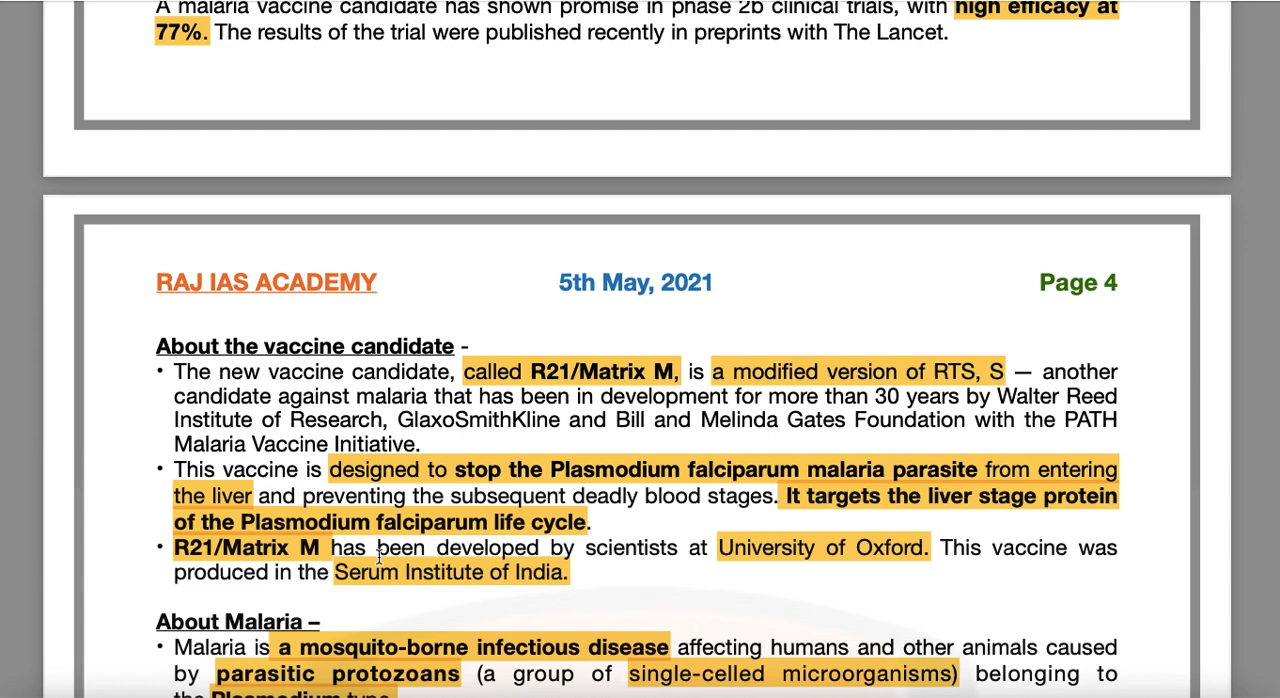 A malaria vaccine candidate has shown promise in phase 2b clinical trials, with high efficacy at
77%. The results of the trial were published recently in preprints with The Lancet.
RAJ IAS ACADEMY 5th May, 2021 Page 4
About the vaccine candidate -
• The new vaccine candidate, called R21/Matrix M, is a modified version of RTS, S — another
candidate against malaria that has been in development for more than 30 years by Walter Reed
Institute of Research, GlaxoSmithKline and Bill and Melinda Gates Foundation with the PATH
Malaria Vaccine Initiative.
• This vaccine is designed to stop the Plasmodium falciparum malaria parasite from entering
the liver and preventing the subsequent deadly blood stages. It targets the liver stage protein
of the Plasmodium falciparum life cycle.
• R21/Matrix M has been developed by scientists at University of Oxford. This vaccine was
produced in the Serum Institute of India.
About Malaria –
• Malaria is a mosquito-borne infectious disease affecting humans and other animals caused
by parasitic protozoans (a group of single-celled microorganisms) belonging to
the Plasmodium type.